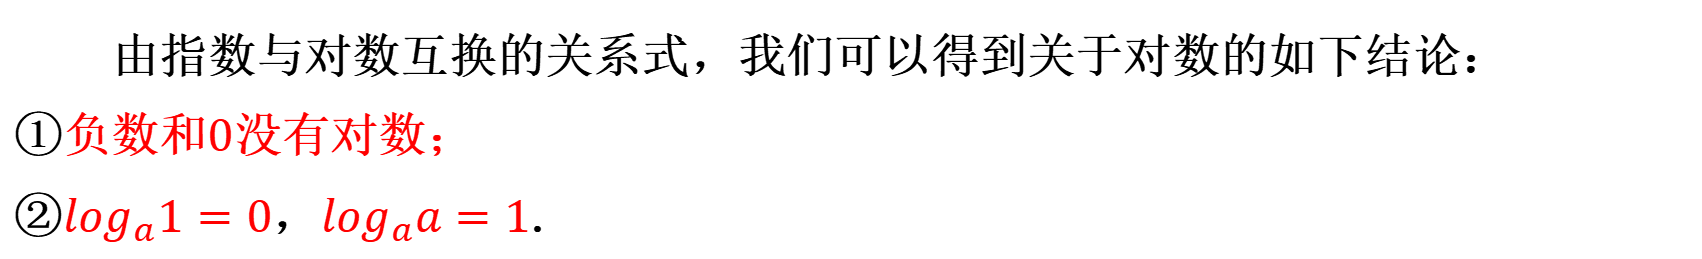 由指数与对数互换的关系式，我们可以得到关于对数的如下结论：
①负数和0没有对数；
②logₐ1 = 0，logₐa = 1.